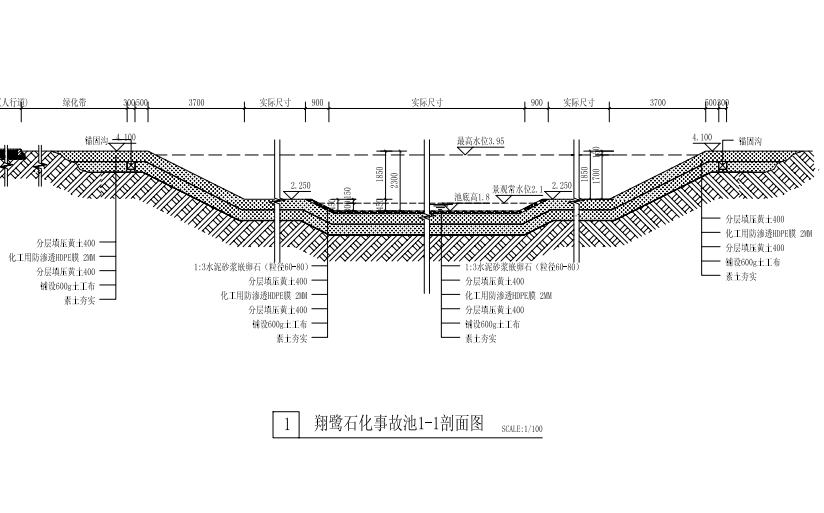 (人行道) 绿化带 300 500 3700 实际尺寸 900 实际尺寸 900 实际尺寸 3700 500 300
锚固沟 4.100 最高水位3.95 4.100 锚固沟
2.250 1850 2300 池底高1.8 景观常水位2.1 2.250 1850 1700
分层填压黄土400
化工用防渗透HDPE膜 2MM
分层填压黄土400
铺设600g土工布
素土夯实
1:3水泥砂浆嵌卵石（粒径60-80）
分层填压黄土400
化工用防渗透HDPE膜 2MM
分层填压黄土400
铺设600g土工布
素土夯实
1:3水泥砂浆嵌卵石（粒径60-80）
分层填压黄土400
化工用防渗透HDPE膜 2MM
分层填压黄土400
铺设600g土工布
素土夯实
分层填压黄土400
化工用防渗透HDPE膜 2MM
分层填压黄土400
铺设600g土工布
素土夯实
1 翔鹭石化事故池1-1剖面图 SCALE:1/100